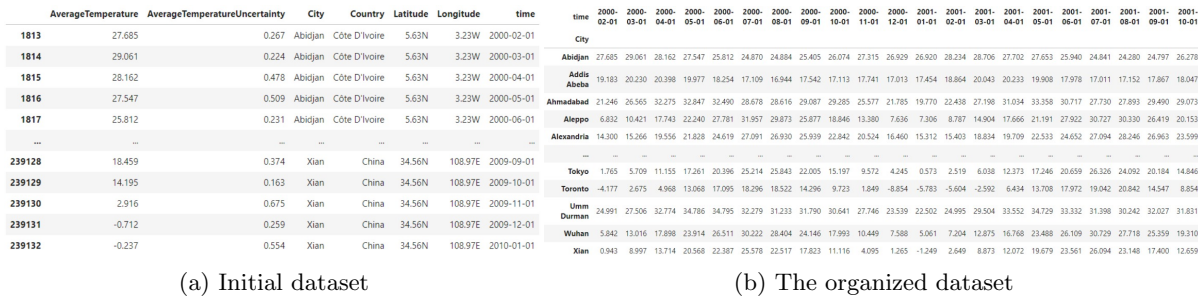 AverageTemperature AverageTemperatureUncertainty City Country Latitude Longitude time
1813 27.685 0.267 Abidjan Côte D'Ivoire 5.63N 3.23W 2000-02-01
1814 29.061 0.224 Abidjan Côte D'Ivoire 5.63N 3.23W 2000-03-01
1815 28.162 0.478 Abidjan Côte D'Ivoire 5.63N 3.23W 2000-04-01
1816 27.547 0.509 Abidjan Côte D'Ivoire 5.63N 3.23W 2000-05-01
1817 25.812 0.231 Abidjan Côte D'Ivoire 5.63N 3.23W 2000-06-01
... ... ... ... ... ... ... ...
239128 18.459 0.374 Xian China 34.56N 108.97E 2009-09-01
239129 14.195 0.163 Xian China 34.56N 108.97E 2009-10-01
239130 2.916 0.675 Xian China 34.56N 108.97E 2009-11-01
239131 -0.712 0.259 Xian China 34.56N 108.97E 2009-12-01
239132 -0.237 0.554 Xian China 34.56N 108.97E 2010-01-01
(a) Initial dataset
time 2000-02-01 2000-03-01 2000-04-01 2000-05-01 2000-06-01 2000-07-01 2000-08-01 2000-09-01 2000-10-01 2000-11-01 2000-12-01 2001-01-01 2001-02-01 2001-03-01 2001-04-01 2001-05-01 2001-06-01 2001-07-01 2001-08-01 2001-09-01 2001-10-01
City
Abidjan 27.685 29.061 28.162 27.547 25.812 24.870 24.884 25.405 26.074 27.315 26.929 26.920 28.234 28.706 27.702 27.653 25.940 24.841 24.280 24.797 26.278
Addis Abeba 19.183 20.230 20.398 19.977 18.254 17.109 16.944 17.542 17.113 17.741 17.013 17.454 18.864 20.043 20.233 19.908 17.978 17.011 17.152 17.867 18.047
Ahmadabad 21.246 26.565 32.275 32.847 32.490 28.678 28.616 29.087 29.285 25.577 21.785 19.770 22.438 27.198 31.034 33.358 30.717 27.730 27.893 29.490 29.073
Aleppo 6.832 10.421 17.743 22.240 27.781 31.957 29.873 25.877 18.846 13.380 7.636 7.306 8.787 14.904 17.666 21.191 27.922 30.727 30.330 26.419 20.153
Alexandria 14.300 15.266 19.556 21.828 24.619 27.091 26.930 25.939 22.842 20.524 16.460 15.312 15.403 18.834 19.709 22.533 24.652 27.094 28.246 26.963 23.599
... ... ... ... ... ... ... ... ... ... ... ... ... ... ... ... ... ... ... ... ... ...
Tokyo 1.765 5.709 11.155 17.261 20.396 25.214 25.843 22.005 15.197 9.572 4.245 0.573 2.519 6.038 12.373 17.246 20.659 26.326 24.092 20.184 14.846
Toronto -4.177 2.675 4.968 13.068 17.095 18.296 18.522 14.296 9.723 1.849 -8.854 -5.783 -5.604 -2.592 6.434 13.708 17.972 19.042 20.842 14.547 8.854
Umm Durman 24.991 27.506 32.774 34.786 34.795 32.279 31.233 31.790 30.641 27.746 23.539 22.502 24.995 29.504 33.552 34.729 33.332 31.398 30.242 32.027 31.831
Wuhan 5.842 13.016 17.898 23.914 26.511 30.222 28.404 24.146 17.993 10.449 7.588 5.061 7.204 12.875 16.768 23.488 26.109 30.729 27.718 25.359 19.310
Xian 0.943 8.997 13.714 20.568 22.387 25.578 22.517 17.823 11.116 4.095 1.265 -1.249 2.649 8.873 12.072 19.679 23.561 26.094 23.148 17.400 12.659
(b) The organized dataset